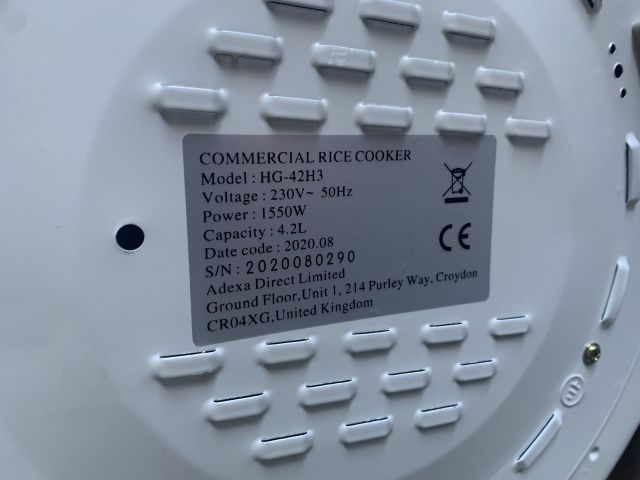 COMMERCIAL RICE COOKER
Model : HG-42H3
Voltage : 230V~ 50Hz
Power : 1550W
Capacity : 4.2L
Date code : 2020.08
S/N : 2020080290
Adexa Direct Limited
Ground Floor,Unit 1, 214 Purley Way, Croydon
CR04XG,United Kingdom
CE